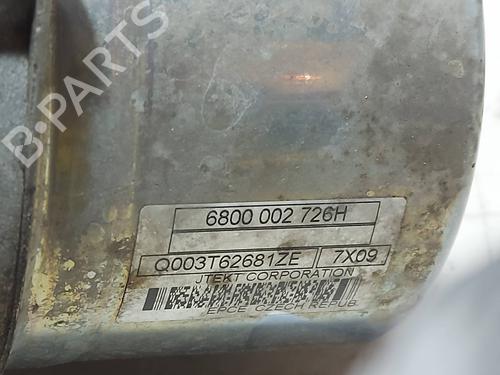 B-PARTS
6800 002 726H
Q003T62681ZE 7X09
JTEKT CORPORATION
EPCE CZECH REPUB.